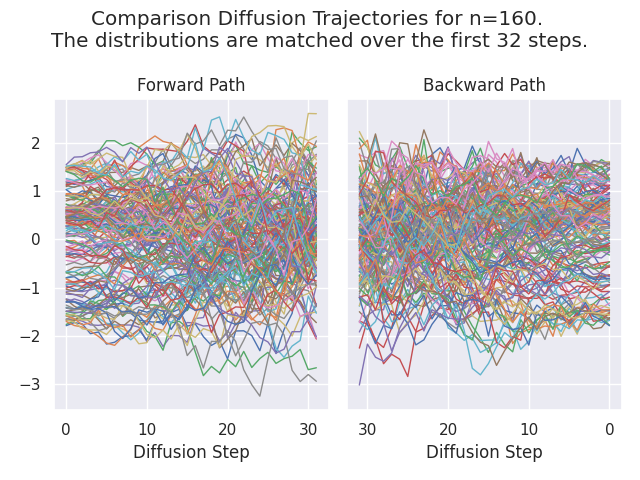 Comparison Diffusion Trajectories for n=160.
The distributions are matched over the first 32 steps.
Forward Path
Backward Path
2
1
0
−1
−2
−3
0 10 20 30
30 20 10 0
Diffusion Step
Diffusion Step